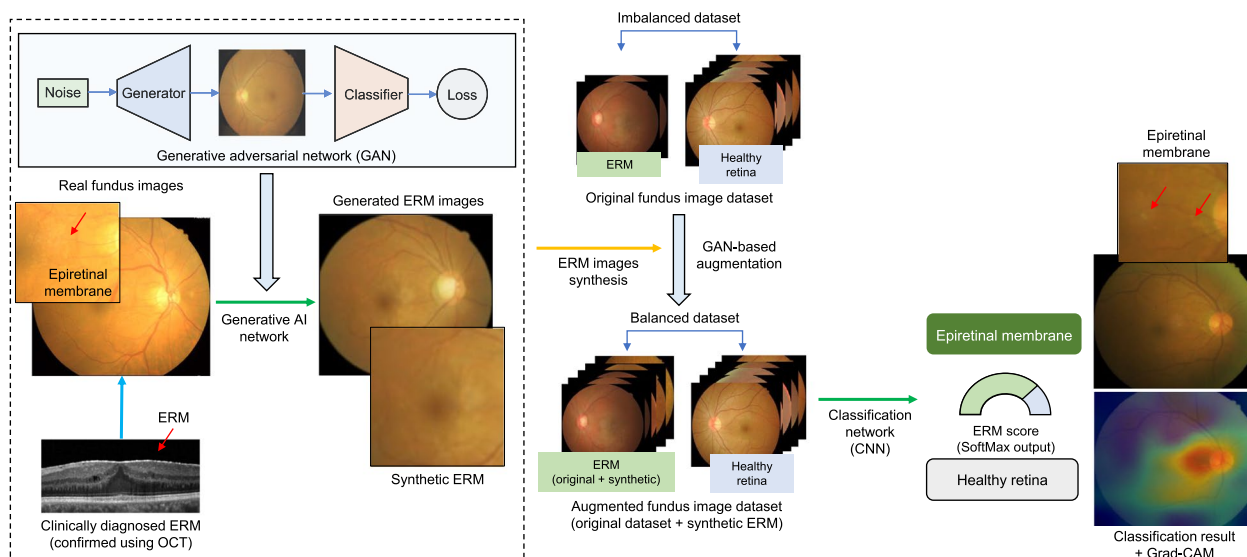 Noise
Generator
Classifier
Loss
Generative adversarial network (GAN)
Real fundus images
Epiretinal
membrane
Generated ERM images
Generative AI
network
Synthetic ERM
ERM
Clinically diagnosed ERM
(confirmed using OCT)
ERM images
synthesis
Imbalanced dataset
ERM
Healthy
retina
Original fundus image dataset
GAN-based
augmentation
Balanced dataset
ERM
(original + synthetic)
Healthy
retina
Augmented fundus image dataset
(original dataset + synthetic ERM)
Classification
network
(CNN)
Epiretinal membrane
ERM score
(SoftMax output)
Healthy retina
Epiretinal
membrane
Classification result
+ Grad-CAM